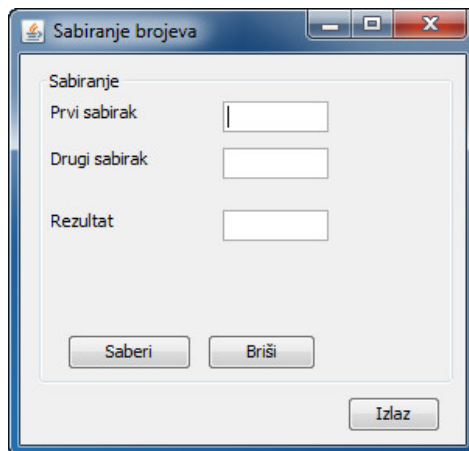 Sabiranje brojeva
Sabiranje
Prvi sabirak
Drugi sabirak
Rezultat
Saberi Briši
Izlaz